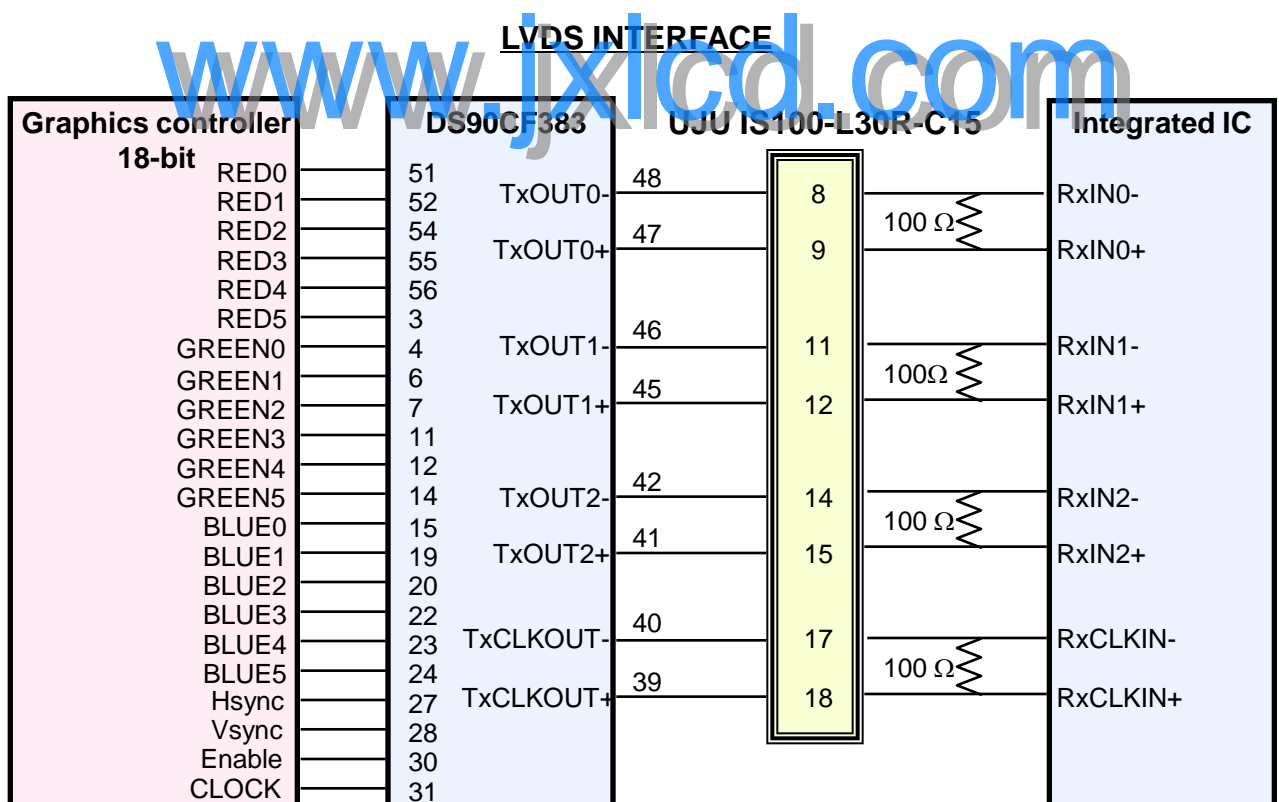 LVDS INTERFACE
www.jxlcd.com
Graphics controller
18-bit
DS90CF383
UJU IS100-L30R-C15
Integrated IC
RED0 51
RED1 52
RED2 54
RED3 55
RED4 56
RED5 3
GREEN0 4
GREEN1 6
GREEN2 7
GREEN3 11
GREEN4 12
GREEN5 14
BLUE0 15
BLUE1 19
BLUE2 20
BLUE3 22
BLUE4 23
BLUE5 24
Hsync 27
Vsync 28
Enable 30
CLOCK 31
TxOUT0- 48 8 RxIN0-
100 Ω
TxOUT0+ 47 9 RxIN0+
TxOUT1- 46 11 RxIN1-
100Ω
TxOUT1+ 45 12 RxIN1+
TxOUT2- 42 14 RxIN2-
100 Ω
TxOUT2+ 41 15 RxIN2+
TxCLKOUT- 40 17 RxCLKIN-
100 Ω
TxCLKOUT+ 39 18 RxCLKIN+